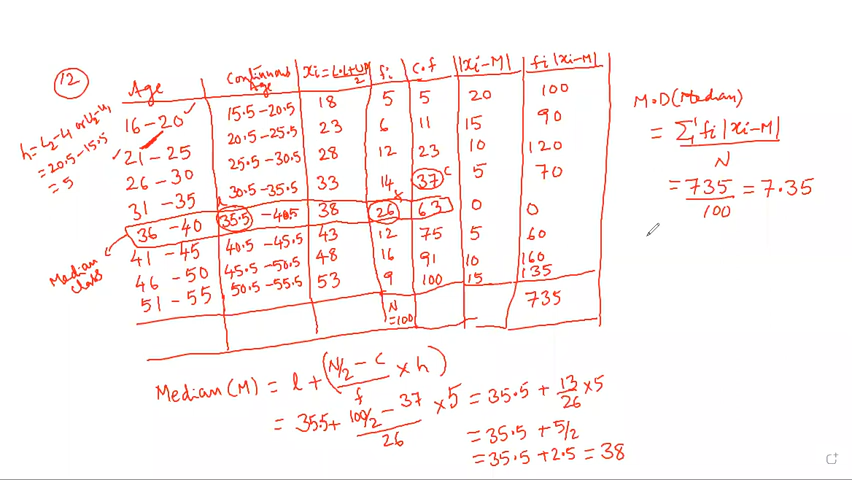 12
Age | Continuous Age | xi = L.L+UP/2 | fi | c.f | |xi-M| | fi|xi-M|
16-20 | 15.5-20.5 | 18 | 5 | 5 | 20 | 100
21-25 | 20.5-25.5 | 23 | 6 | 11 | 15 | 90
26-30 | 25.5-30.5 | 28 | 12 | 23 | 10 | 120
31-35 | 30.5-35.5 | 33 | 14 | 37 c | 5 | 70
36-40 | l 35.5-40.5 | 38 | 26 f | 63 | 0 | 0
41-45 | 40.5-45.5 | 43 | 12 | 75 | 5 | 60
46-50 | 45.5-50.5 | 48 | 16 | 91 | 10 | 160
51-55 | 50.5-55.5 | 53 | 9 | 100 | 15 | 135
N =100 | 735
h = L2-L1 or U2-U1
= 20.5-15.5
= 5
Median class
M.D(Median)
= Σ fi|xi-M| / N
= 735/100 = 7.35
Median(M) = l + (N/2 - c / f × h)
= 35.5 + 100/2 - 37 / 26 × 5 = 35.5 + 13/26 × 5
= 35.5 + 5/2
= 35.5 + 2.5 = 38